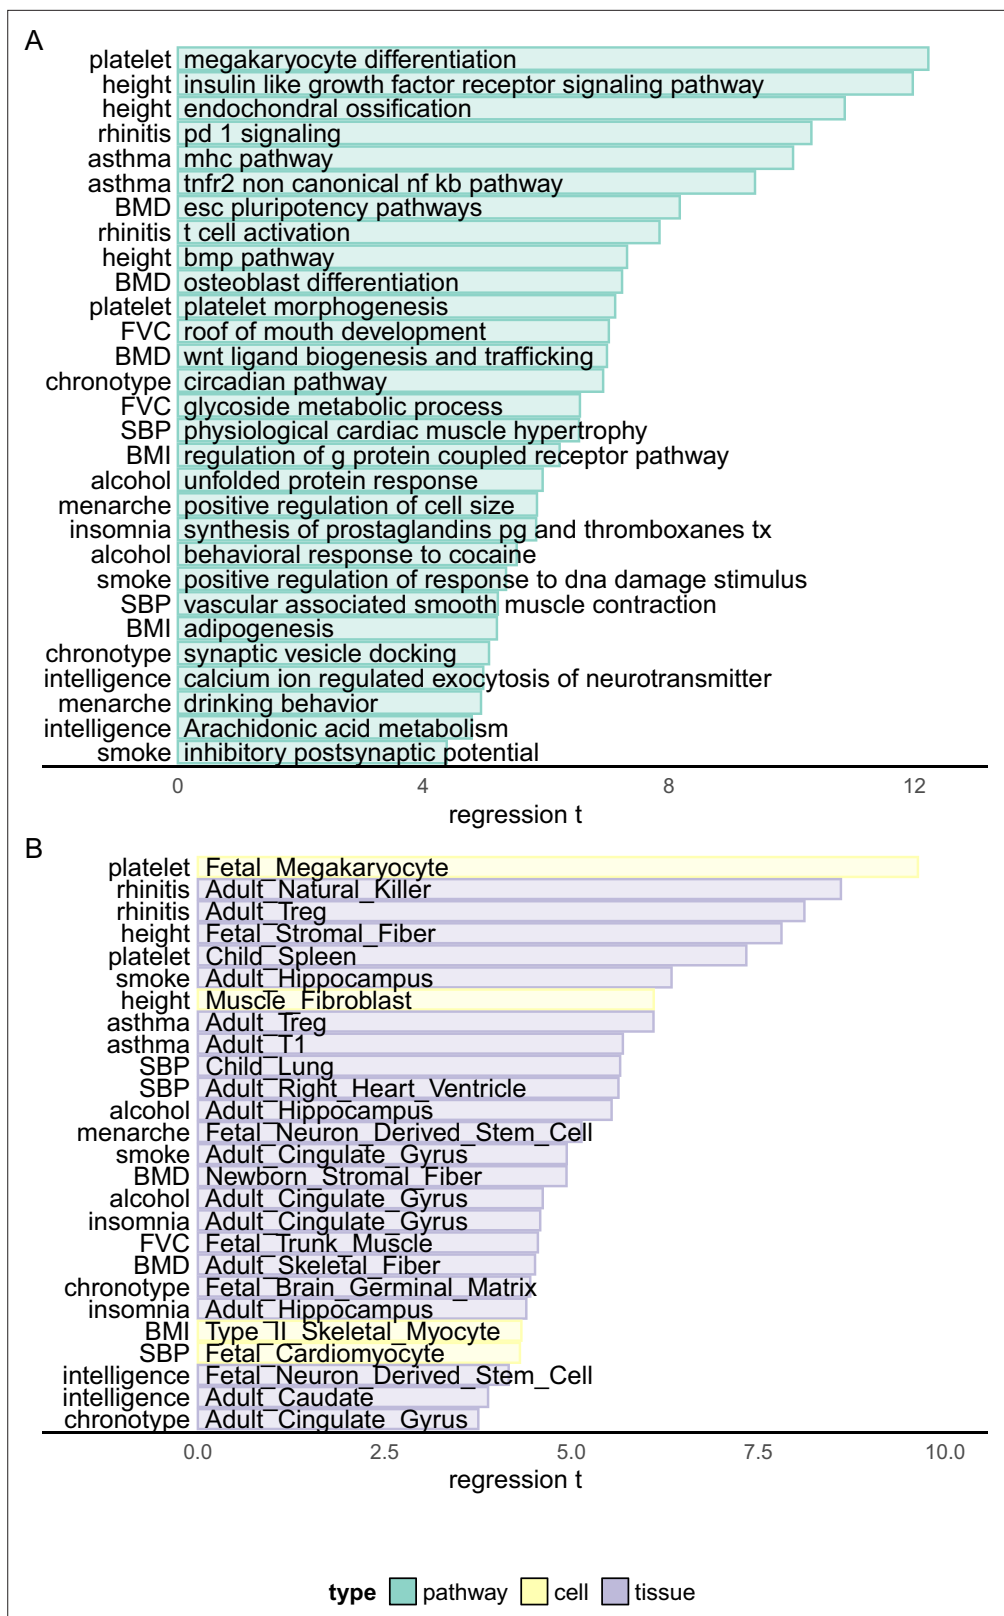 A
platelet megakaryocyte differentiation
height insulin like growth factor receptor signaling pathway
height endochondral ossification
rhinitis pd 1 signaling
asthma mhc pathway
asthma tnfr2 non canonical nf kb pathway
BMD esc pluripotency pathways
rhinitis t cell activation
height bmp pathway
BMD osteoblast differentiation
platelet platelet morphogenesis
FVC roof of mouth development
BMD wnt ligand biogenesis and trafficking
chronotype circadian pathway
FVC glycoside metabolic process
SBP physiological cardiac muscle hypertrophy
BMI regulation of g protein coupled receptor pathway
alcohol unfolded protein response
menarche positive regulation of cell size
insomnia synthesis of prostaglandins pg and thromboxanes tx
alcohol behavioral response to cocaine
smoke positive regulation of response to dna damage stimulus
SBP vascular associated smooth muscle contraction
BMI adipogenesis
chronotype synaptic vesicle docking
intelligence calcium ion regulated exocytosis of neurotransmitter
menarche drinking behavior
intelligence Arachidonic acid metabolism
smoke inhibitory postsynaptic potential
0 4 8 12
regression t
B
platelet Fetal_Megakaryocyte
rhinitis Adult_Natural_Killer
rhinitis Adult_Treg
height Fetal_Stromal_Fiber
platelet Child_Spleen
smoke Adult_Hippocampus
height Muscle_Fibroblast
asthma Adult_Treg
asthma Adult_T1
SBP Child_Lung
SBP Adult_Right_Heart_Ventricle
alcohol Adult_Hippocampus
menarche Fetal_Neuron_Derived_Stem_Cell
smoke Adult_Cingulate_Gyrus
BMD Newborn_Stromal_Fiber
alcohol Adult_Cingulate_Gyrus
insomnia Adult_Cingulate_Gyrus
FVC Fetal_Trunk_Muscle
BMD Adult_Skeletal_Fiber
chronotype Fetal_Brain_Germinal_Matrix
insomnia Adult_Hippocampus
BMI Type_II_Skeletal_Myocyte
SBP Fetal_Cardiomyocyte
intelligence Fetal_Neuron_Derived_Stem_Cell
intelligence Adult_Caudate
chronotype Adult_Cingulate_Gyrus
0.0 2.5 5.0 7.5 10.0
regression t
type pathway cell tissue